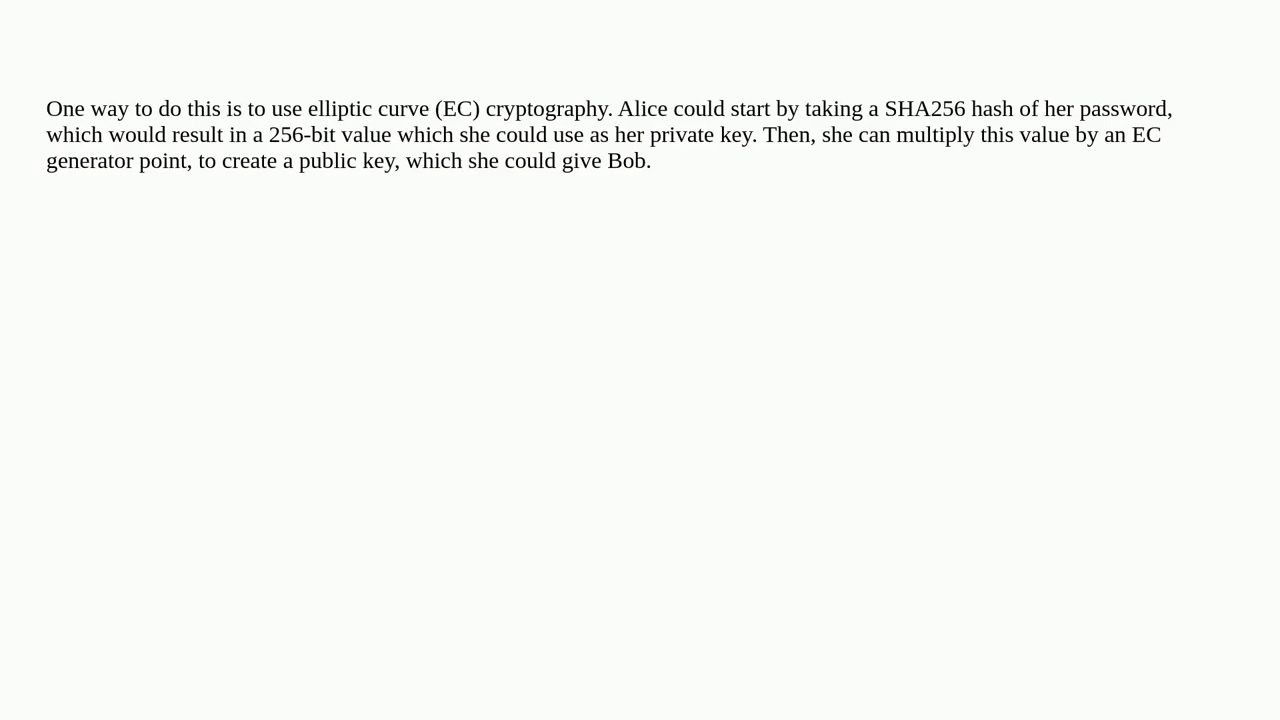 One way to do this is to use elliptic curve (EC) cryptography. Alice could start by taking a SHA256 hash of her password,
which would result in a 256-bit value which she could use as her private key. Then, she can multiply this value by an EC
generator point, to create a public key, which she could give Bob.